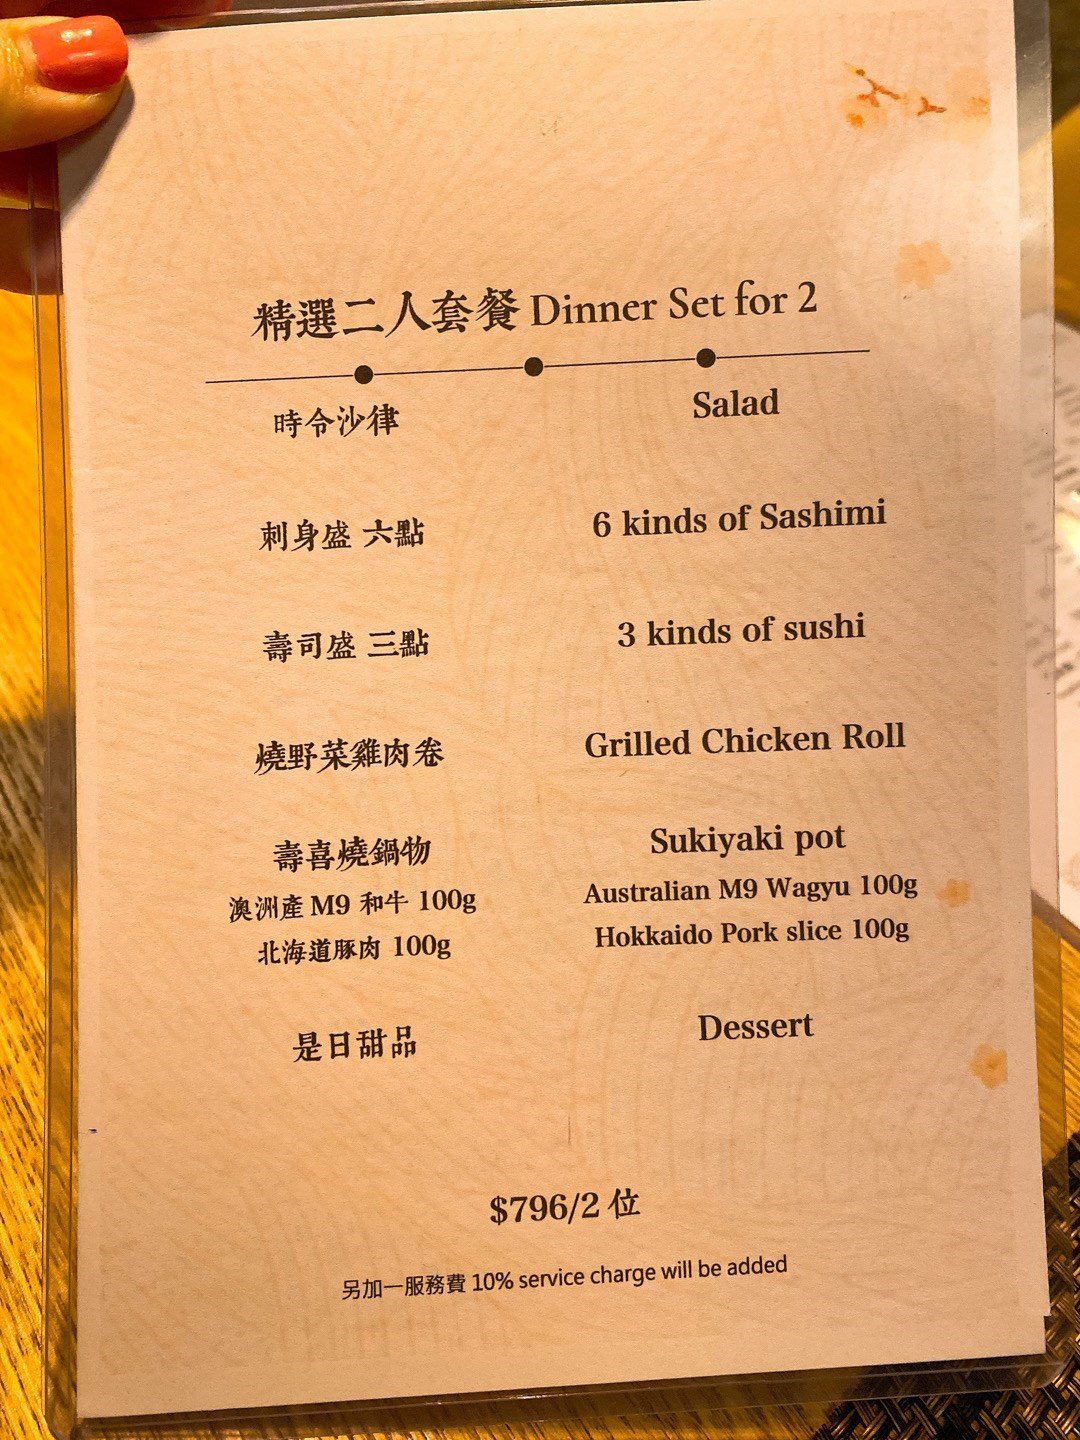 精選二人套餐 Dinner Set for 2
時令沙律 Salad
刺身盛 六點 6 kinds of Sashimi
壽司盛 三點 3 kinds of sushi
燒野菜雞肉卷 Grilled Chicken Roll
壽喜燒鍋物 Sukiyaki pot
澳洲產 M9 和牛 100g Australian M9 Wagyu 100g
北海道豚肉 100g Hokkaido Pork slice 100g
是日甜品 Dessert
$796/2 位
另加一服務費 10% service charge will be added